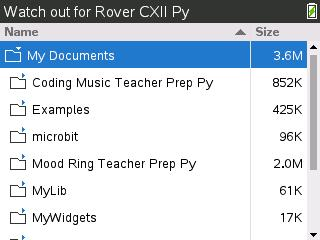 Watch out for Rover CXII Py
Name Size
My Documents 3.6M
Coding Music Teacher Prep Py 852K
Examples 425K
microbit 96K
Mood Ring Teacher Prep Py 2.0M
MyLib 61K
MyWidgets 17K